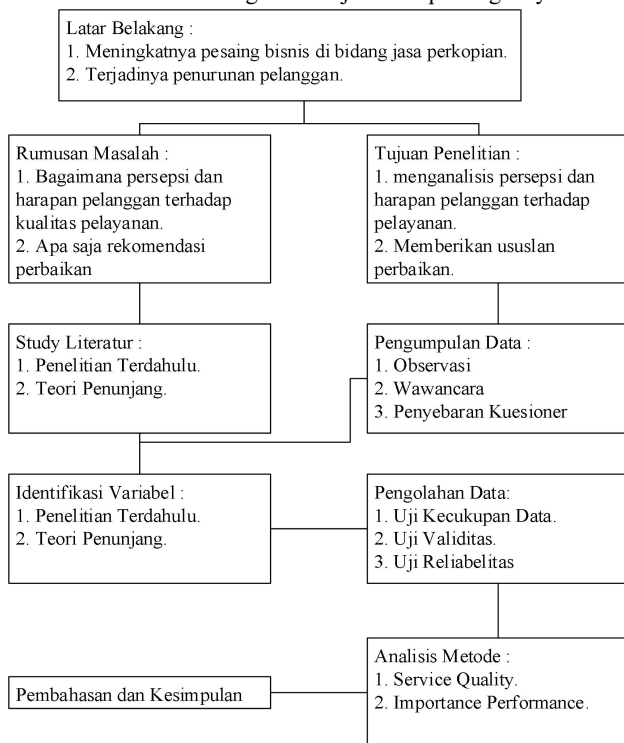 Latar Belakang :
1. Meningkatnya pesaing bisnis di bidang jasa perkopian.
2. Terjadinya penurunan pelanggan.
Rumusan Masalah :
1. Bagaimana persepsi dan
harapan pelanggan terhadap
kualitas pelayanan.
2. Apa saja rekomendasi
perbaikan
Tujuan Penelitian :
1. menganalisis persepsi dan
harapan pelanggan terhadap
pelayanan.
2. Memberikan ususlan
perbaikan.
Study Literatur :
1. Penelitian Terdahulu.
2. Teori Penunjang.
Pengumpulan Data :
1. Observasi
2. Wawancara
3. Penyebaran Kuesioner
Identifikasi Variabel :
1. Penelitian Terdahulu.
2. Teori Penunjang.
Pengolahan Data:
1. Uji Kecukupan Data.
2. Uji Validitas.
3. Uji Reliabelitas
Analisis Metode :
1. Service Quality.
2. Importance Performance.
Pembahasan dan Kesimpulan